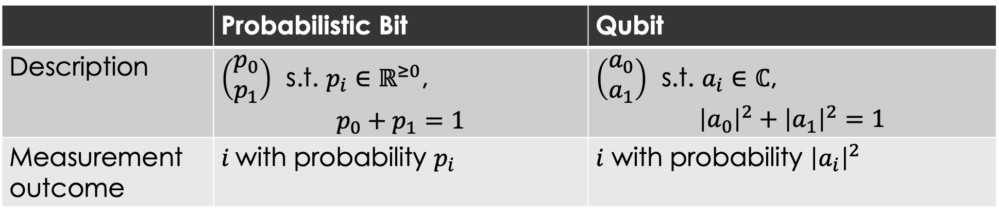 Probabilistic Bit
Qubit
Description
(p₀ p₁) s.t. pᵢ ∈ ℝ^≥0,
p₀ + p₁ = 1
(a₀ a₁) s.t. aᵢ ∈ ℂ,
|a₀|² + |a₁|² = 1
Measurement
outcome
i with probability pᵢ
i with probability |aᵢ|²